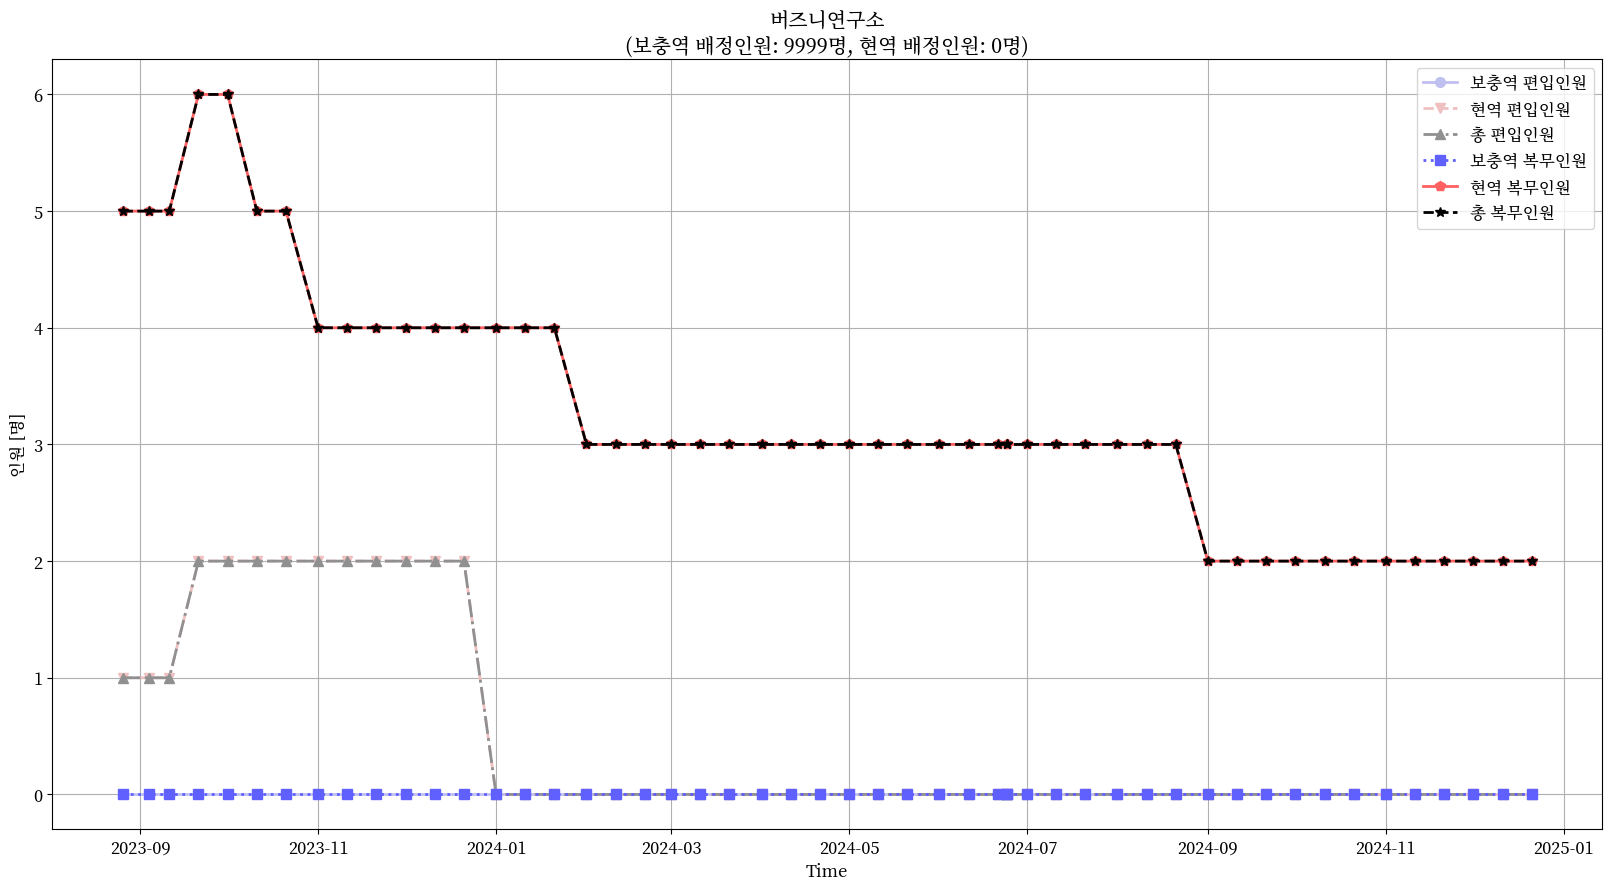 버즈니연구소
(보충역 배정인원: 9999명, 현역 배정인원: 0명)
보충역 편입인원
현역 편입인원
총 편입인원
보충역 복무인원
현역 복무인원
총 복무인원
인원 [명]
6
5
4
3
2
1
0
2023-09
2023-11
2024-01
2024-03
2024-05
2024-07
2024-09
2024-11
2025-01
Time